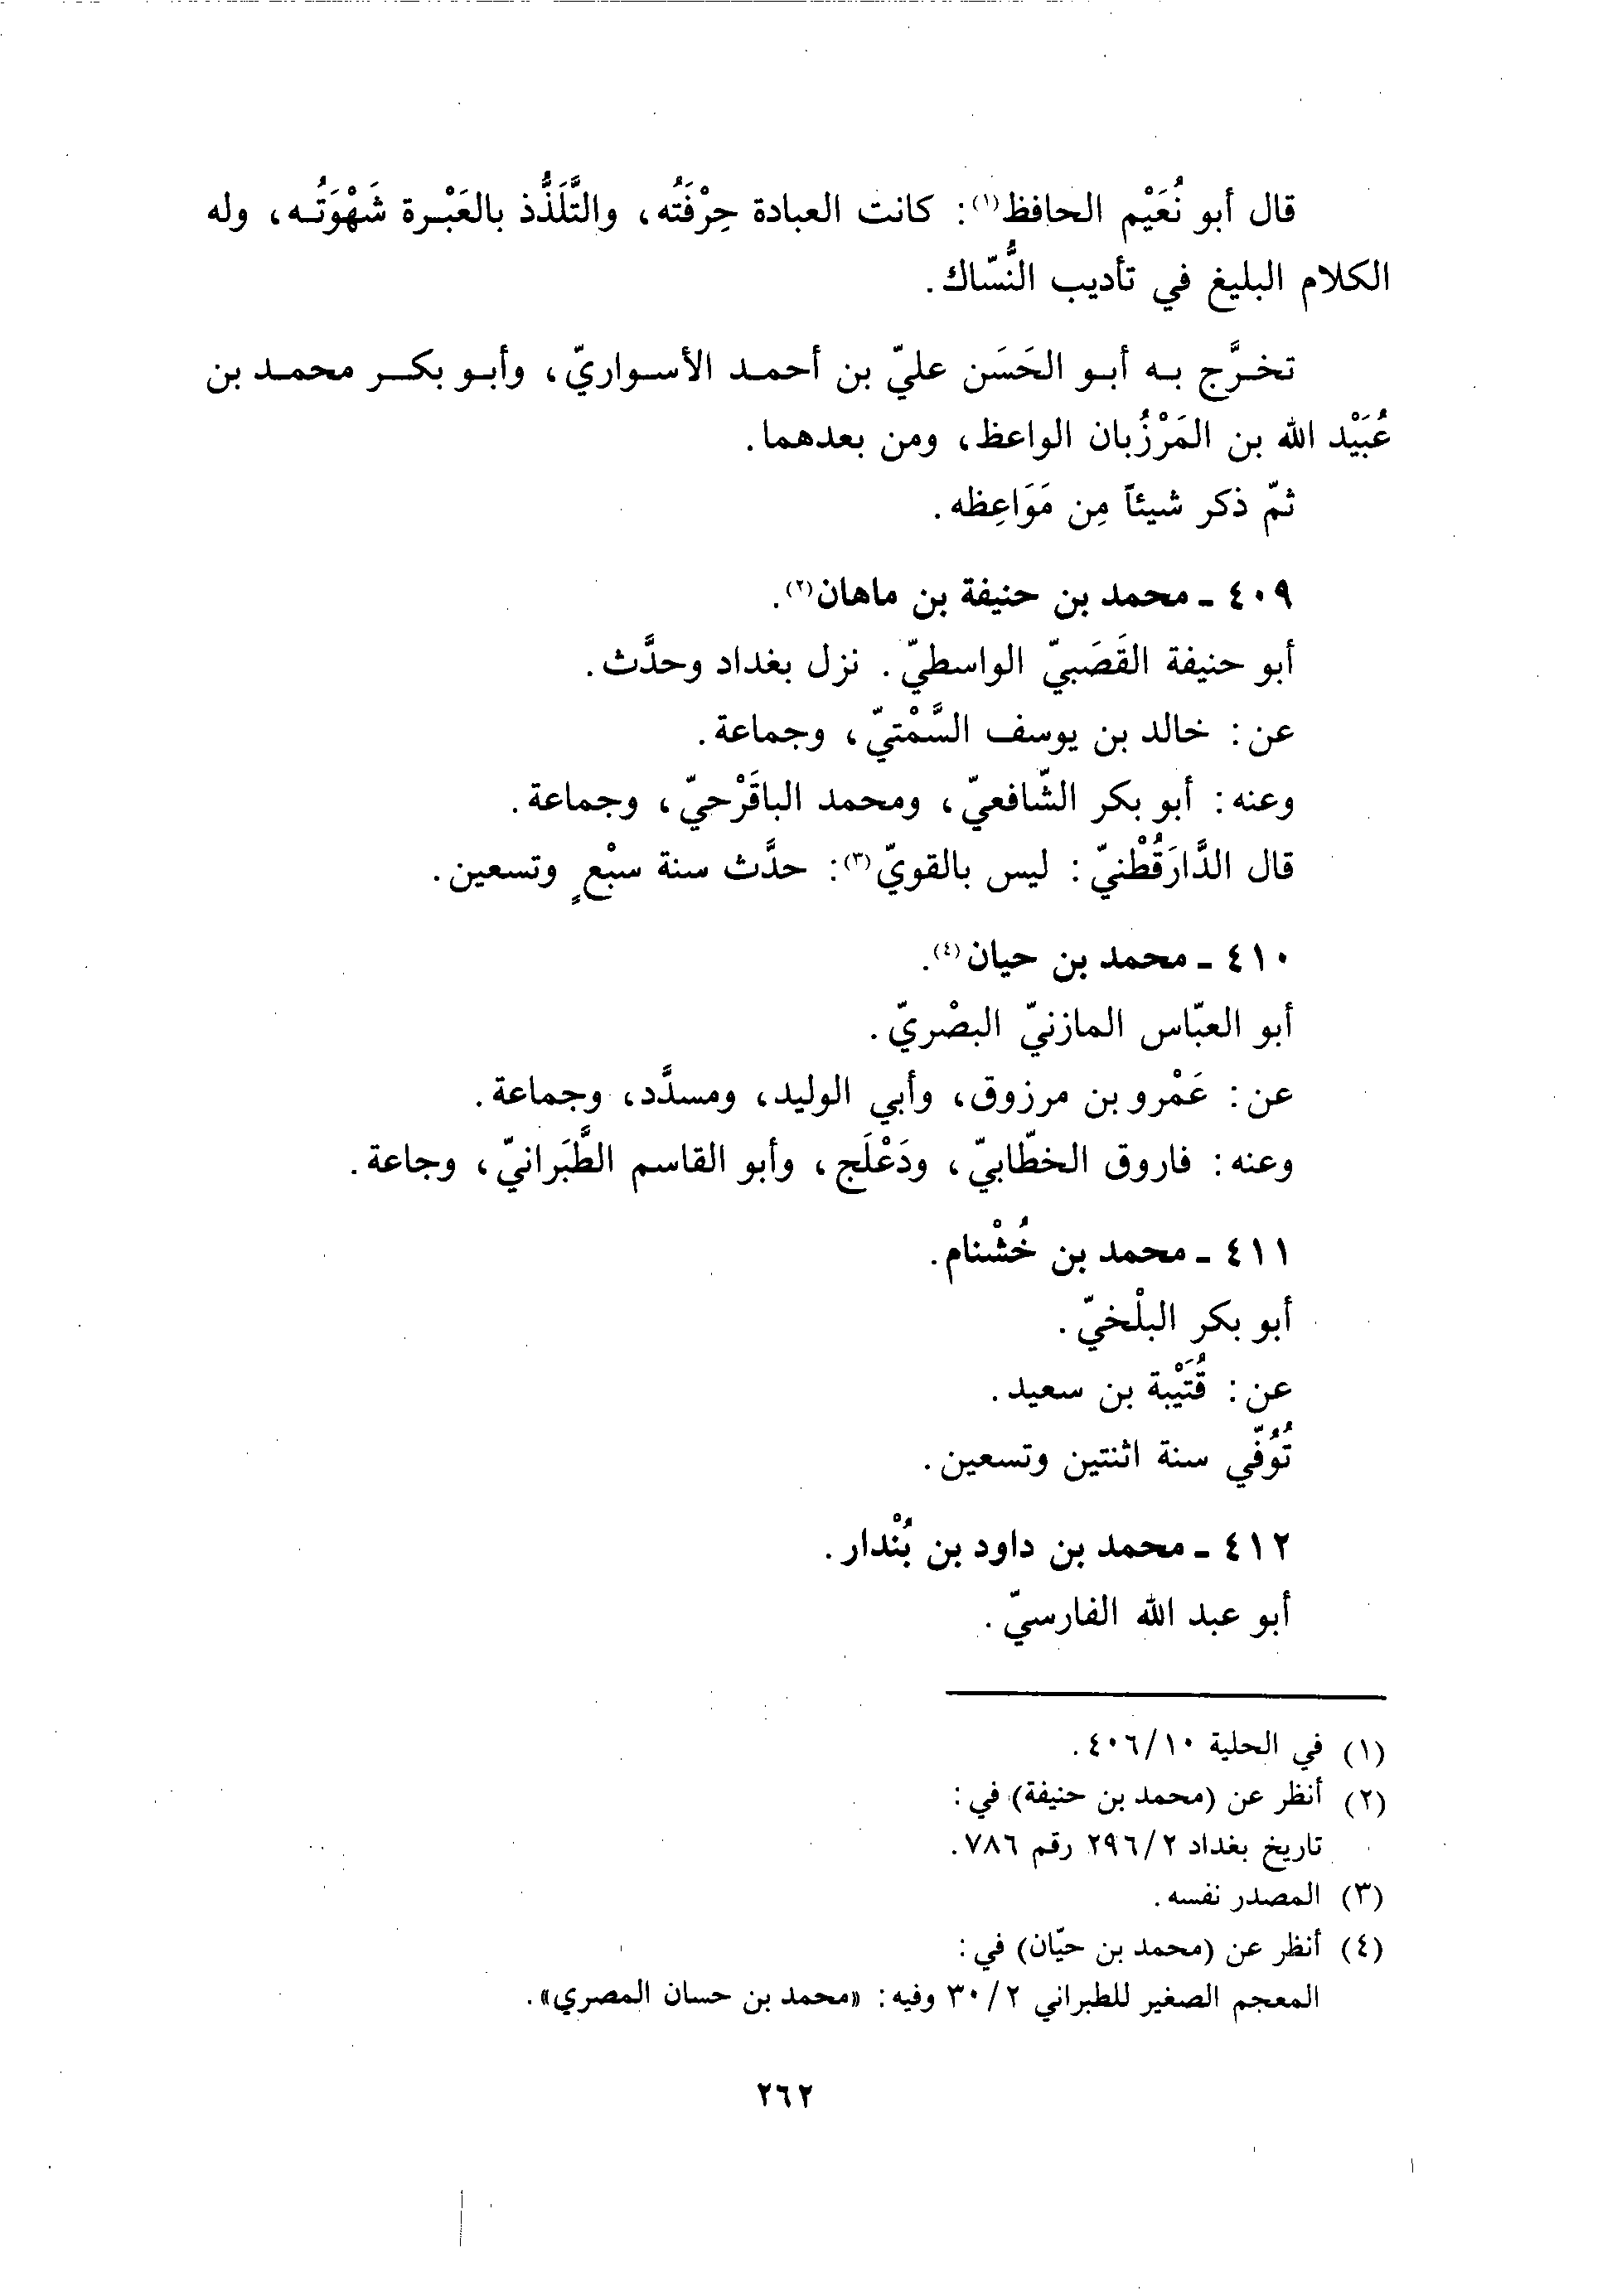 قال أبو نُعَيْم الحافظ(١): كانت العبادة حِرْفَتُه، والتَّلَذُّذ بالعَبْرة شَهْوَتُه، وله
الكلام البليغ في تأديب النُّسّاك.
تخرَّج به أبو الحَسَن عليّ بن أحمد الأسواريّ، وأبو بكر محمد بن
عُبَيْد الله بن المَرْزُبان الواعظ، ومن بعدهما.
ثمّ ذكر شيئاً مِن مَوَاعِظه.
٤٠٩ ـ محمد بن حنيفة بن ماهان(٢).
أبو حنيفة القَصَبيّ الواسطيّ. نزل بغداد وحدَّث.
عن: خالد بن يوسف السَّمْتيّ، وجماعة.
وعنه: أبو بكر الشّافعيّ، ومحمد الباقَرْحيّ، وجماعة.
قال الدَّارَقُطْنيّ: ليس بالقويّ(٣): حدَّث سنة سبْعٍ وتسعين.
٤١٠ ـ محمد بن حيان(٤).
أبو العبّاس المازنيّ البصْريّ.
عن: عَمْرو بن مرزوق، وأبي الوليد، ومسدَّد، وجماعة.
وعنه: فاروق الخطّابيّ، ودَعْلَج، وأبو القاسم الطَّبَرانيّ، وجاعة.
٤١١ ـ محمد بن خُشْنام.
أبو بكر البلْخيّ.
عن: قُتَيْبة بن سعيد.
تُوُفّي سنة اثنتين وتسعين.
٤١٢ ـ محمد بن داود بن بُنْدار.
أبو عبد الله الفارسيّ.
(١) في الحلية ٤٠٦/١٠.
(٢) أنظر عن (محمد بن حنيفة) في:
تاريخ بغداد ٢٩٦/٢ رقم ٧٨٦.
(٣) المصدر نفسه.
(٤) أنظر عن (محمد بن حيّان) في:
المعجم الصغير للطبراني ٣٠/٢ وفيه: «محمد بن حسان المصري».
٢٦٢